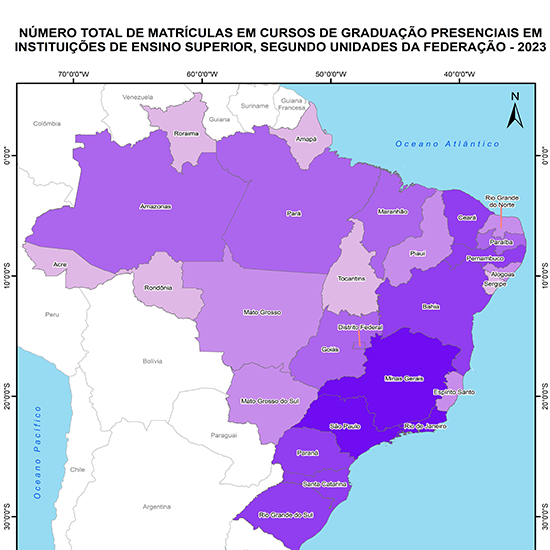 NÚMERO TOTAL DE MATRÍCULAS EM CURSOS DE GRADUAÇÃO PRESENCIAIS EM
INSTITUIÇÕES DE ENSINO SUPERIOR, SEGUNDO UNIDADES DA FEDERAÇÃO - 2023
70°0'0"O 60°0'0"O 50°0'0"O 40°0'0"O
N
Venezuela
Suriname
Guiana
Francesa
Guiana
Colômbia
Roraima
Amapá
Oceano Atlântico
0°0'0" 0°0'0"
Rio Grande
do Norte
Amazonas
Pará
Maranhão
Ceará
Paraíba
Piauí
Pernambuco
Acre
Tocantins
Alagoas
10°0'0"S 10°0'0"S
Sergipe
Rondônia
Bahia
Mato Grosso
Peru
Distrito Federal
Goiás
Bolívia
Minas Gerais
Espírito Santo
20°0'0"S 20°0'0"S
Mato Grosso do Sul
São Paulo
Rio de Janeiro
Paraguai
Oceano Pacífico
Paraná
Chile
Santa Catarina
Argentina
Rio Grande do Sul
30°0'0"S 30°0'0"S